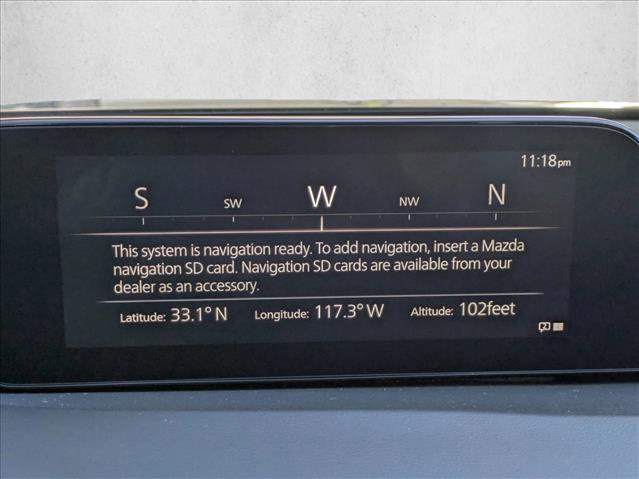 11:18pm
S SW W NW N
This system is navigation ready. To add navigation, insert a Mazda
navigation SD card. Navigation SD cards are available from your
dealer as an accessory.
Latitude: 33.1° N Longitude: 117.3° W Altitude: 102feet